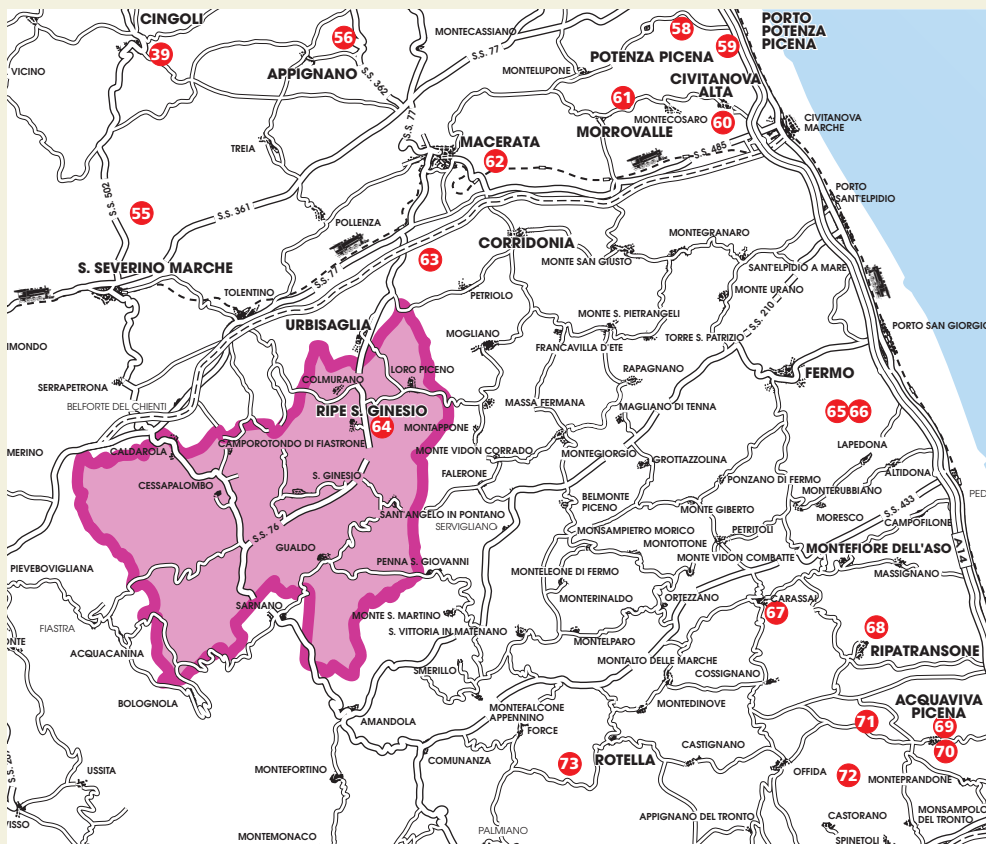 CINGOLI
39
VICINO
56
APPIGNANO
S.S. 362
MONTECASSIANO
S.S. 77
MONTELUPONE
58
POTENZA PICENA
59
PORTO
POTENZA
PICENA
CIVITANOVA
ALTA
61
MORROVALLE
MONTECOSARO
60
CIVITANOVA
MARCHE
S.S. 77
TREIA
MACERATA
62
S.S. 485
S.S. 502
55
S.S. 361
POLLENZA
PORTO
SANT'ELPIDIO
S. SEVERINO MARCHE
TOLENTINO
S.S. 77
63
CORRIDONIA
MONTE SAN GIUSTO
MONTEGRANARO
SANT'ELPIDIO A MARE
MONTE URANO
PETRIOLO
S.S. 210
URBISAGLIA
MOGLIANO
MONTE S. PIETRANGELI
FRANCAVILLA D'ETE
TORRE S. PATRIZIO
PORTO SAN GIORGIO
IMONDO
SERRAPETRONA
COLMURANO
LORO PICENO
RAPAGNANO
FERMO
BELFORTE DEL CHIENTI
RIPE S. GINESIO
64
MASSA FERMANA
MAGLIANO DI TENNA
65
66
MERINO
CALDAROLA
CAMPOROTONDO DI FIASTRONE
MONTAPPONE
MONTE VIDON CORRADO
MONTEGIORGIO
GROTTAZZOLINA
LAPEDONA
CESSAPALOMBO
S. GINESIO
FALERONE
PONZANO DI FERMO
MONTERUBBIANO
ALTIDONA
PED
SANT'ANGELO IN PONTANO
SERVIGLIANO
BELMONTE
PICENO
MONTE GIBERTO
MORESCO
S.S. 433
CAMPOFILONE
S.S. 76
MONSAMPIETRO MORICO
PETRITOLI
A14
GUALDO
MONTOTTONE
MONTE VIDON COMBATTE
MONTEFIORE DELL'ASO
PIEVEBOVIGLIANA
PENNA S. GIOVANNI
MONTELEONE DI FERMO
MASSIGNANO
SARNANO
MONTE S. MARTINO
MONTERINALDO
ORTEZZANO
CARASSAI
67
FIASTRA
68
ONTE
ACQUACANINA
S. VITTORIA IN MATENANO
MONTELPARO
RIPATRANSONE
SMERILLO
MONTALTO DELLE MARCHE
COSSIGNANO
BOLOGNOLA
MONTEFALCONE
APPENNINO
MONTEDINOVE
ACQUAVIVA
PICENA
AMANDOLA
FORCE
71
69
COMUNANZA
73
ROTELLA
CASTIGNANO
70
USSITA
MONTEFORTINO
OFFIDA
72
MONTEPRANDONE
VISSO
APPIGNANO DEL TRONTO
CASTORANO
MONSAMPOLO
DEL TRONTO
MONTEMONACO
PALMIANO
SPINETOLI